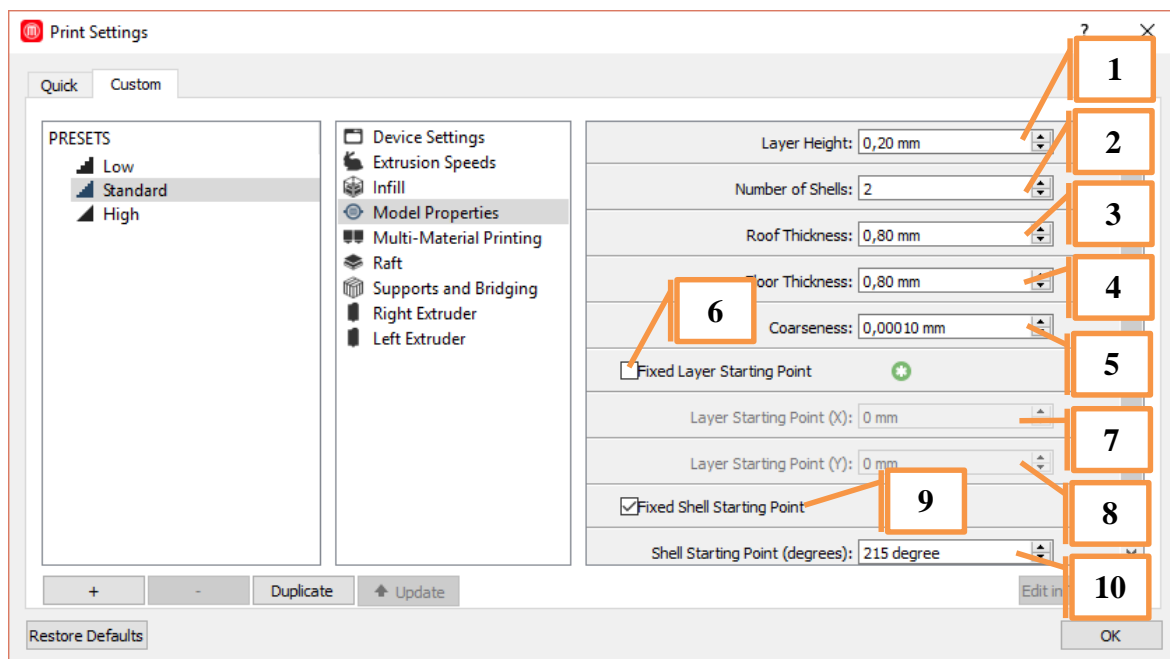 Print Settings
?
Quick
Custom
PRESETS
Low
Standard
High
Device Settings
Extrusion Speeds
Infill
Model Properties
Multi-Material Printing
Raft
Supports and Bridging
Right Extruder
Left Extruder
Layer Height: 0,20 mm
1
Number of Shells: 2
2
Roof Thickness: 0,80 mm
3
Floor Thickness: 0,80 mm
4
Coarseness: 0,00010 mm
5
6
Fixed Layer Starting Point
Layer Starting Point (X): 0 mm
7
Layer Starting Point (Y): 0 mm
8
Fixed Shell Starting Point
9
Shell Starting Point (degrees): 215 degree
10
+
-
Duplicate
Update
Edit in
Restore Defaults
OK